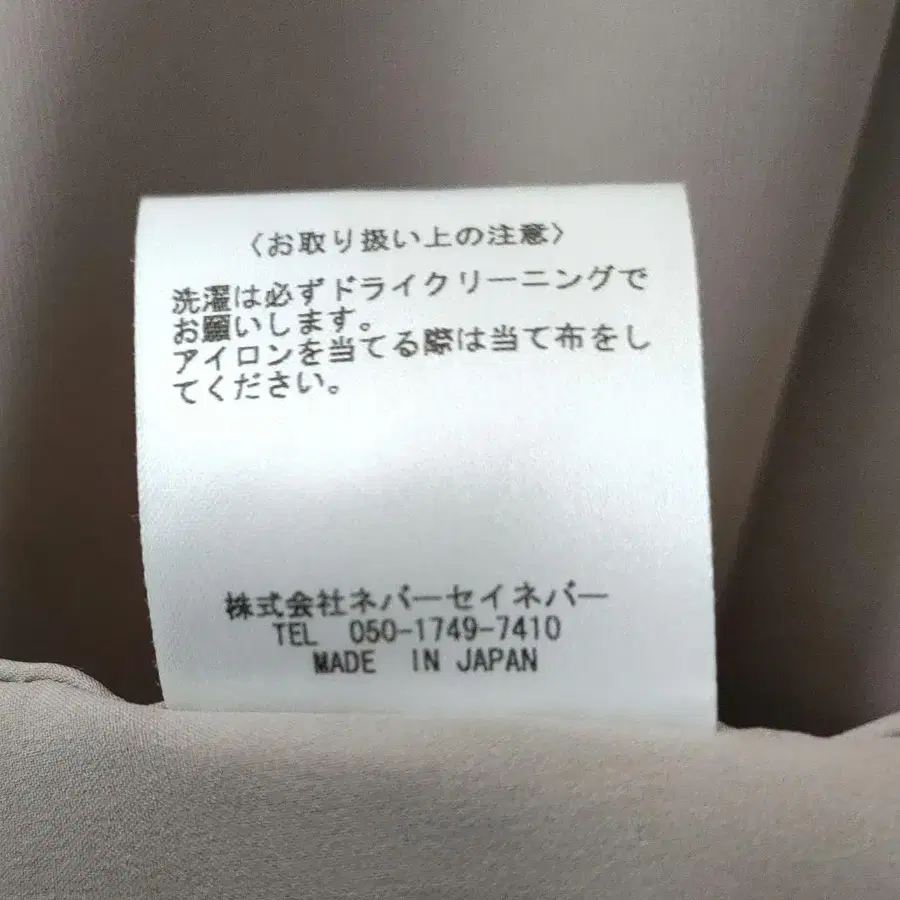 〈お取り扱い上の注意〉
洗濯は必ずドライクリーニングで
お願いします。
アイロンを当てる際は当て布をし
てください。
株式会社ネバーセイネバー
TEL 050-1749-7410
MADE IN JAPAN